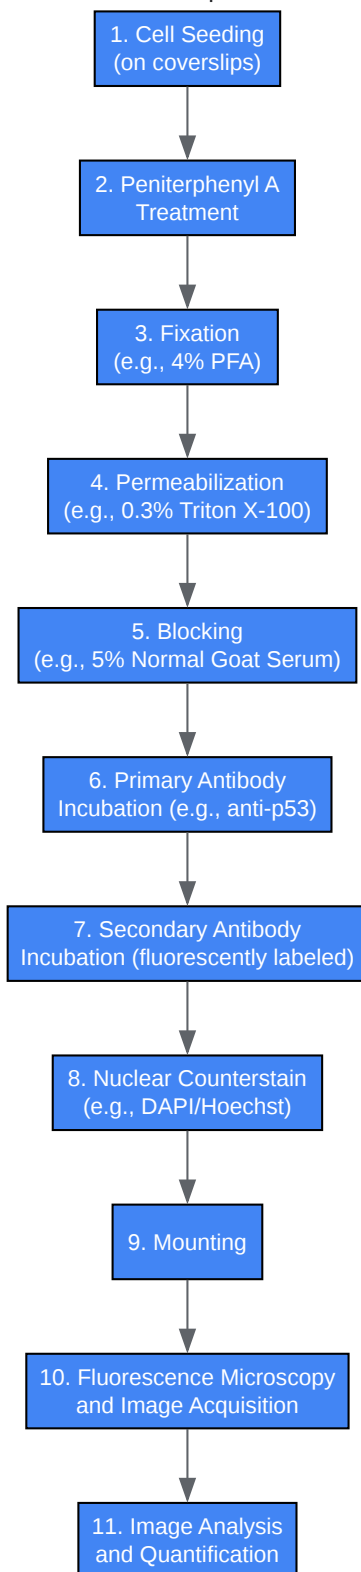 1. Cell Seeding
(on coverslips)
2. Peniterphenyl A
Treatment
3. Fixation
(e.g., 4% PFA)
4. Permeabilization
(e.g., 0.3% Triton X-100)
5. Blocking
(e.g., 5% Normal Goat Serum)
6. Primary Antibody
Incubation (e.g., anti-p53)
7. Secondary Antibody
Incubation (fluorescently labeled)
8. Nuclear Counterstain
(e.g., DAPI/Hoechst)
9. Mounting
10. Fluorescence Microscopy
and Image Acquisition
11. Image Analysis
and Quantification